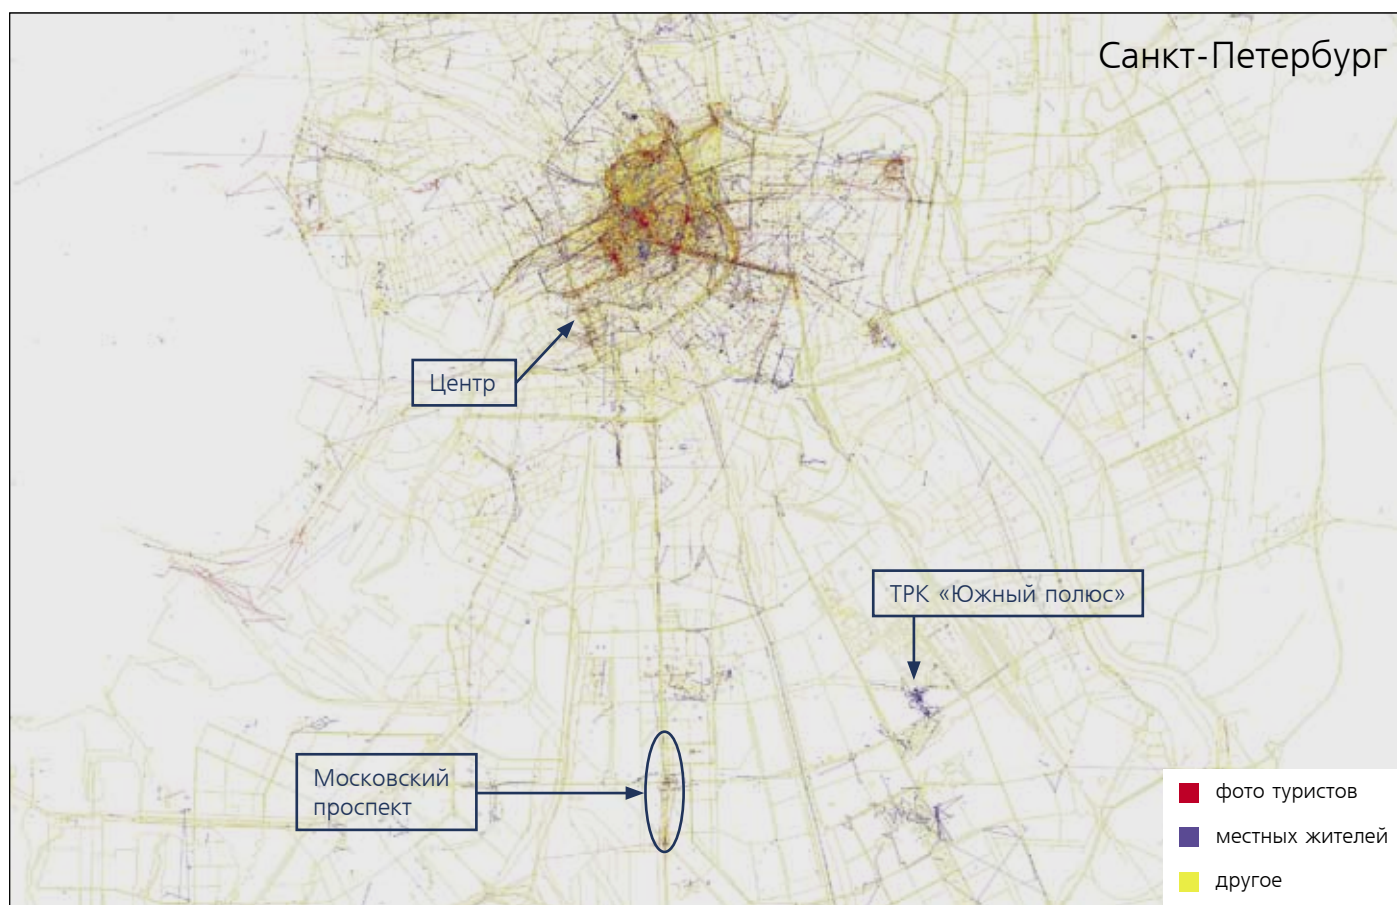 Санкт-Петербург
Центр
ТРК «Южный полюс»
Московский
проспект
фото туристов
местных жителей
другое